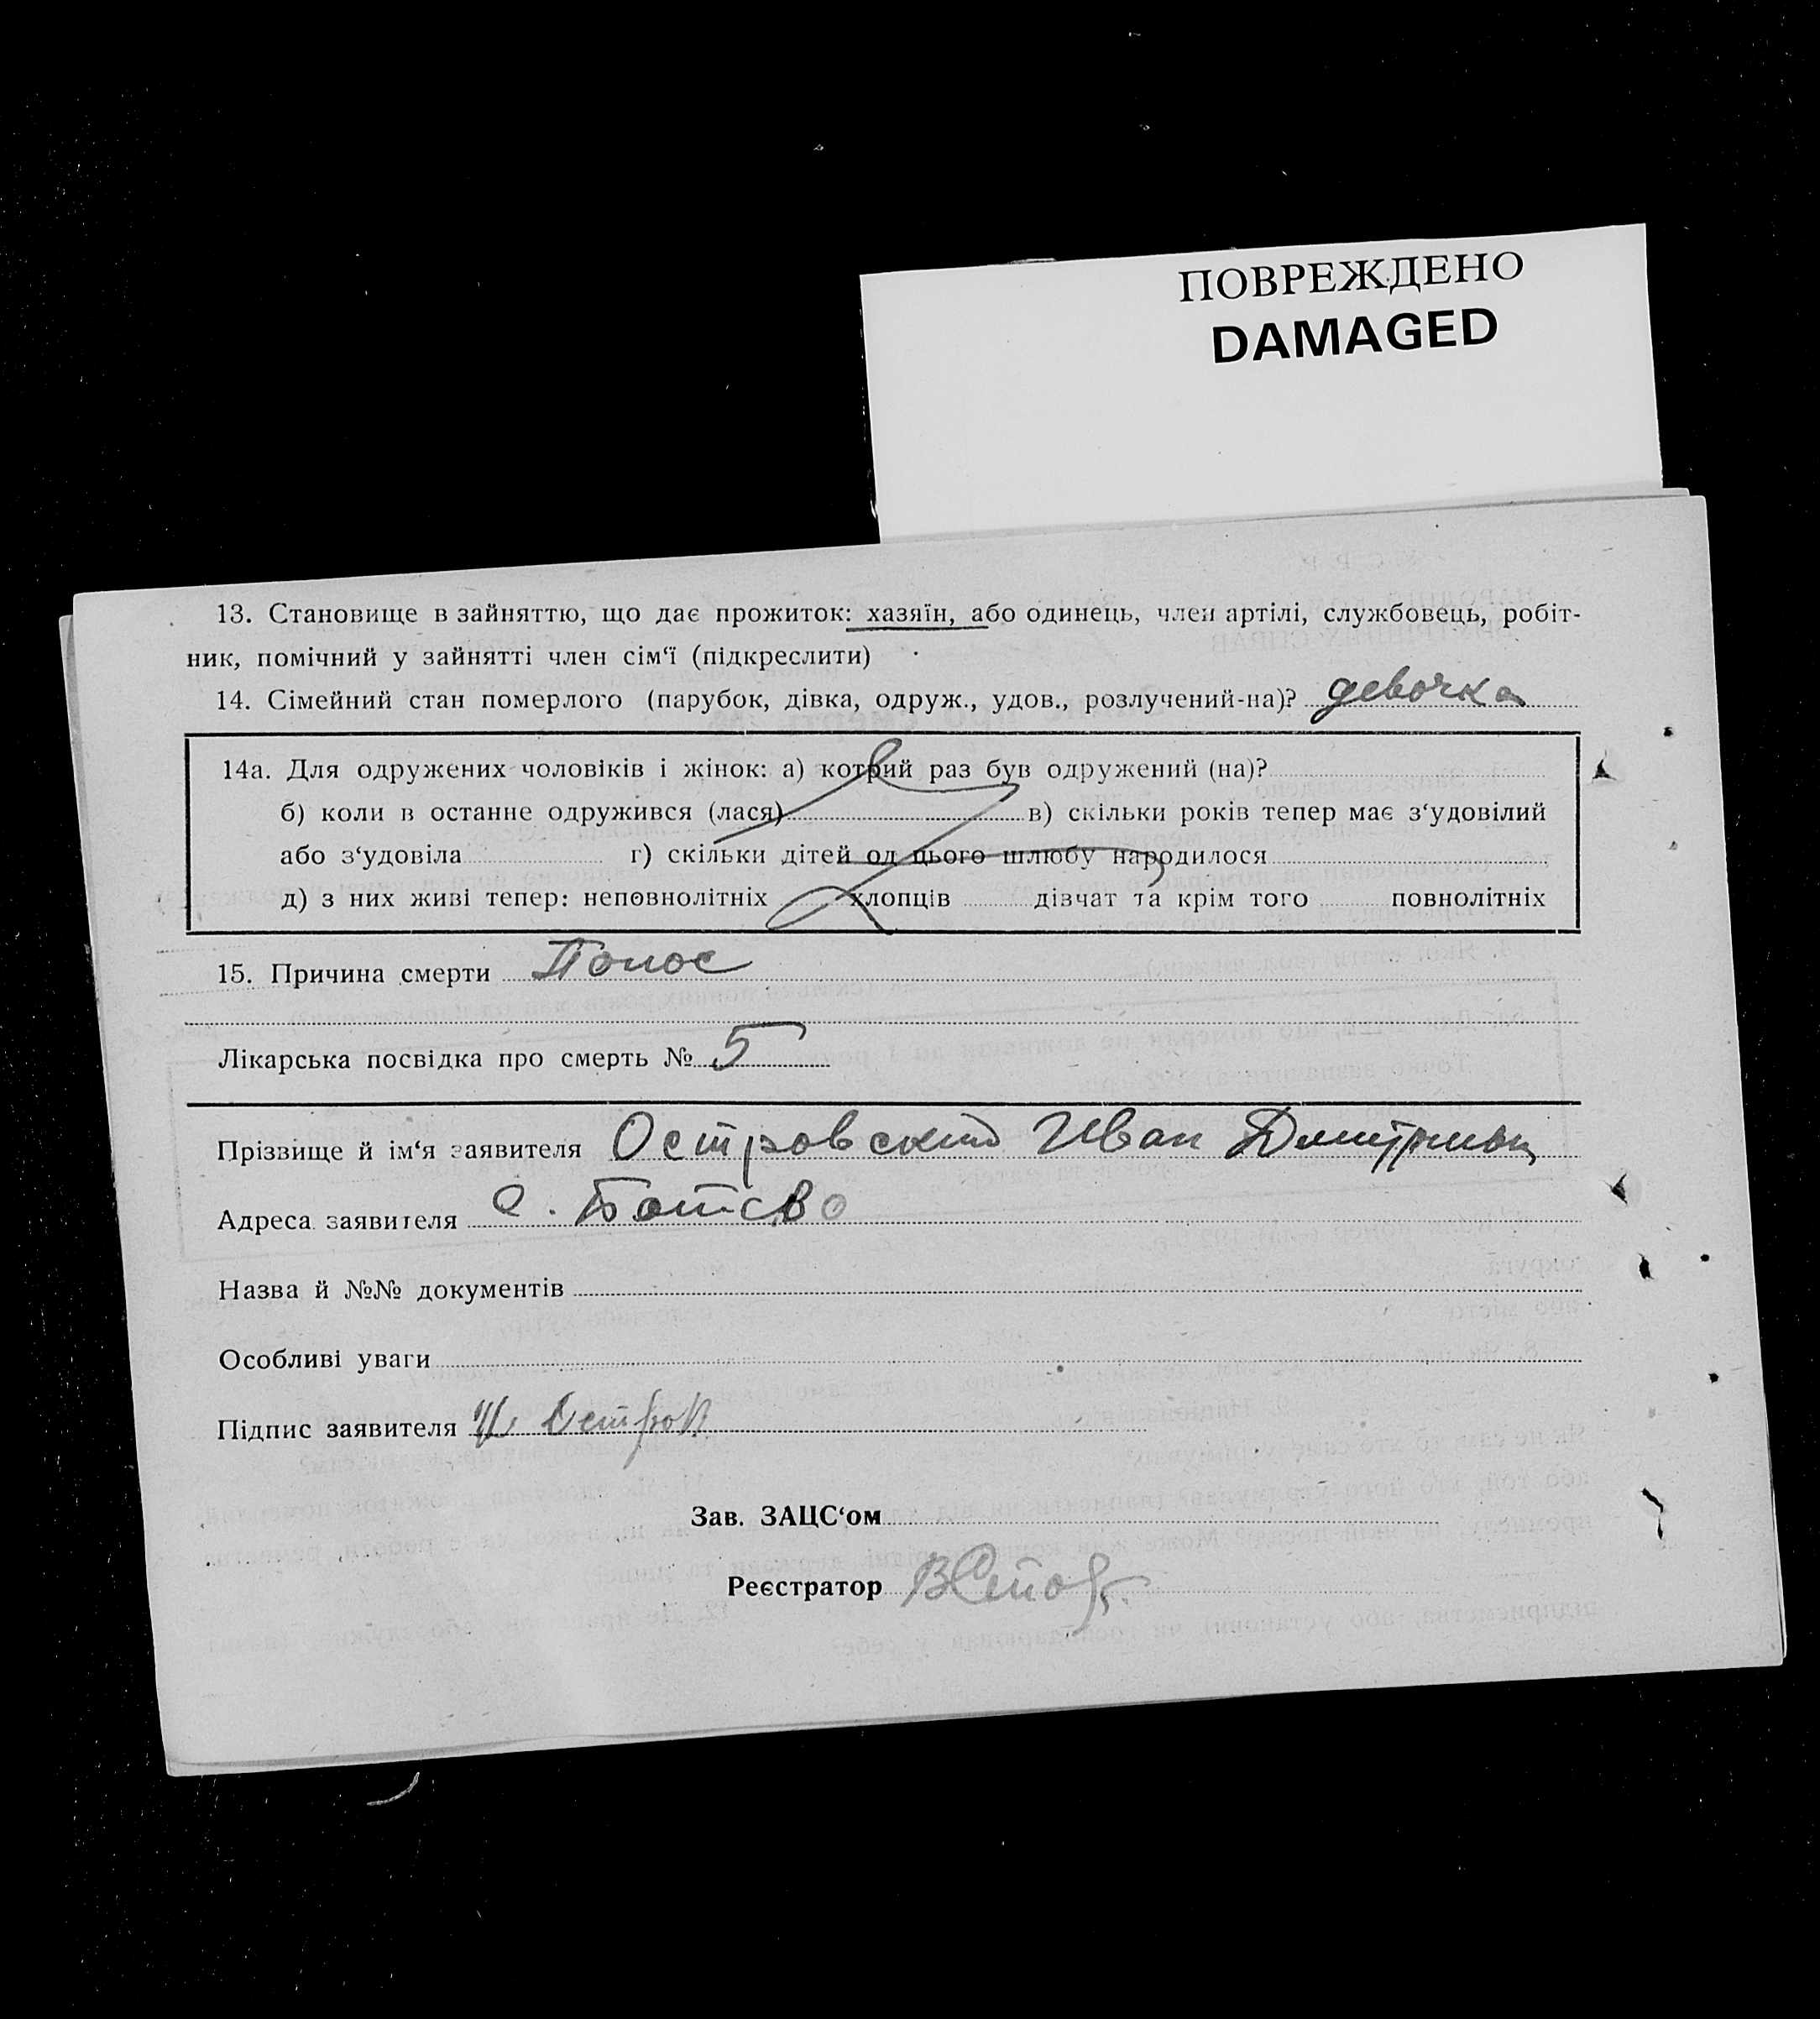 ПОВРЕЖДЕНО
DAMAGED
13. Становище в зайняттю, що дає прожиток: хазяїн, або одинець, член артілі, службовець, робіт-
ник, помічний у зайнятті член сім‘ї (підкреслити)
14. Сімейний стан померлого (парубок, дівка, одруж., удов., розлучений-на)? девочка
14а. Для одружених чоловіків і жінок: а) котрий раз був одружений (на)?
б) коли в останнє одружився (лася) в) скільки років тепер має з‘удовілий
або з‘удовіла г) скільки дітей од цього шлюбу народилося
д) з них живі тепер: неповнолітніх хлопців дівчат та крім того повнолітніх
15. Причина смерти Понос
Лікарська посвідка про смерть № 5
Прізвище й ім‘я заявителя Островский Иван Дмитриевич
Адреса заявителя с.
Назва й №№ документів
Особливі уваги
Підпис заявителя И Остров
Зав. ЗАЦС‘ом
Реєстратор